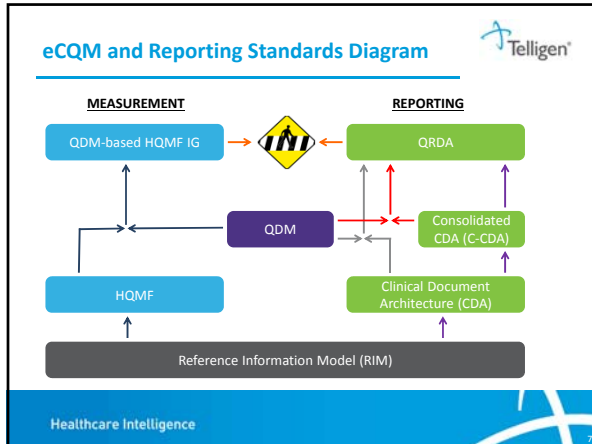 eCQM and Reporting Standards Diagram
Telligen®
MEASUREMENT
REPORTING
QDM-based HQMF IG
QRDA
QDM
Consolidated
CDA (C-CDA)
HQMF
Clinical Document
Architecture (CDA)
Reference Information Model (RIM)
Healthcare Intelligence
7